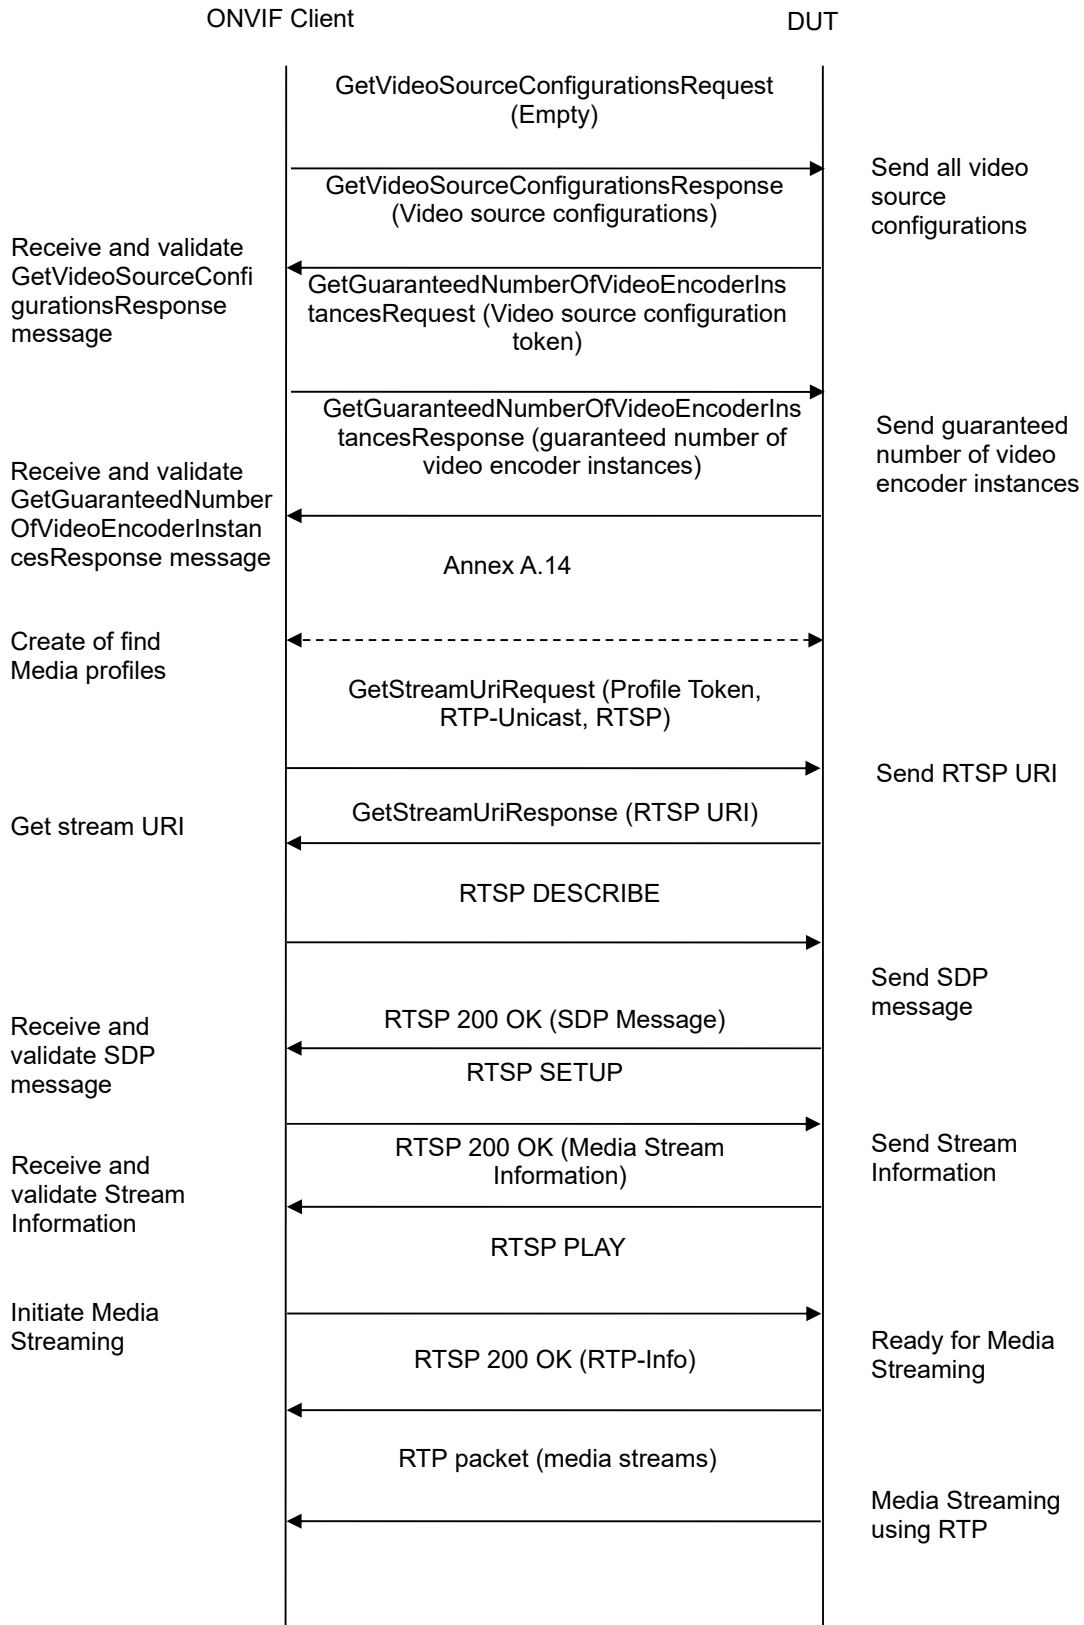 ONVIF Client
DUT
GetVideoSourceConfigurationsRequest
(Empty)
Send all video
source
configurations
GetVideoSourceConfigurationsResponse
(Video source configurations)
Receive and validate
GetVideoSourceConfi
gurationsResponse
message
GetGuaranteedNumberOfVideoEncoderIns
tancesRequest (Video source configuration
token)
GetGuaranteedNumberOfVideoEncoderIns
tancesResponse (guaranteed number of
video encoder instances)
Send guaranteed
number of video
encoder instances
Receive and validate
GetGuaranteedNumber
OfVideoEncoderInstan
cesResponse message
Annex A.14
Create of find
Media profiles
GetStreamUriRequest (Profile Token,
RTP-Unicast, RTSP)
Send RTSP URI
GetStreamUriResponse (RTSP URI)
Get stream URI
RTSP DESCRIBE
Send SDP
message
RTSP 200 OK (SDP Message)
Receive and
validate SDP
message
RTSP SETUP
Send Stream
Information
RTSP 200 OK (Media Stream
Information)
Receive and
validate Stream
Information
RTSP PLAY
Initiate Media
Streaming
Ready for Media
Streaming
RTSP 200 OK (RTP-Info)
RTP packet (media streams)
Media Streaming
using RTP